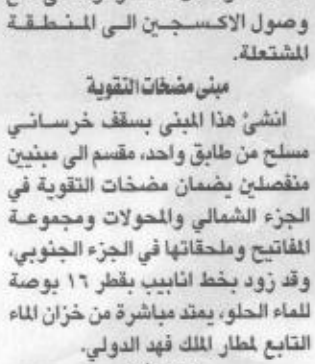 وصول الاكسجين الى المنطقة
المشتعلة.
مبنى مضخات التقوية
انشئ هذا المبنى بسقف خرساني
مسلح من طابق واحد، مقسم الى مبنيين
منفصلين يضمان مضخات التقوية في
الجزء الشمالي والمحولات ومجموعة
المفاتيح وملحقاتها في الجزء الجنوبي،
وقد زود بخط انابيب بقطر ١٦ بوصة
للماء الحلو، يمتد مباشرة من خزان الماء
التابع لمطار الملك فهد الدولي.